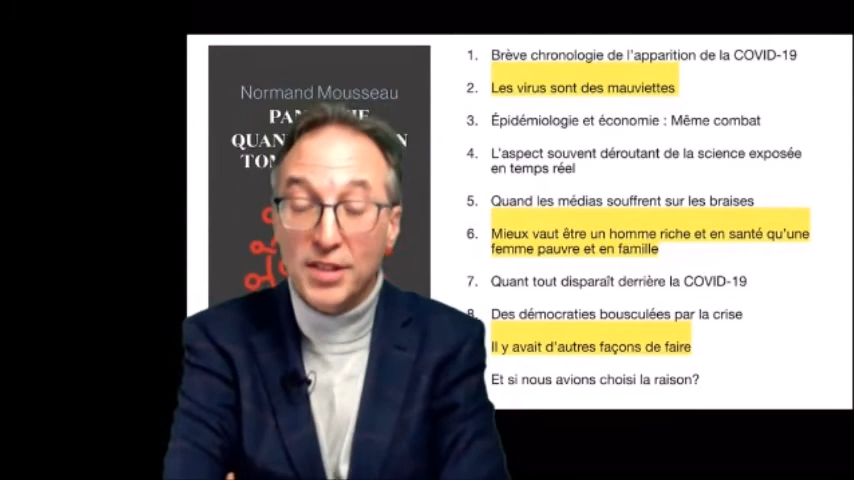 Normand Mousseau
QUAN N
TOM
1. Brève chronologie de l'apparition de la COVID-19
2. Les virus sont des mauviettes
3. Épidémiologie et économie : Même combat
4. L'aspect souvent déroutant de la science exposée
en temps réel
5. Quand les médias souffrent sur les braises
6. Mieux vaut être un homme riche et en santé qu'une
femme pauvre et en famille
7. Quant tout disparaît derrière la COVID-19
8. Des démocraties bousculées par la crise
Il y avait d'autres façons de faire
Et si nous avions choisi la raison?